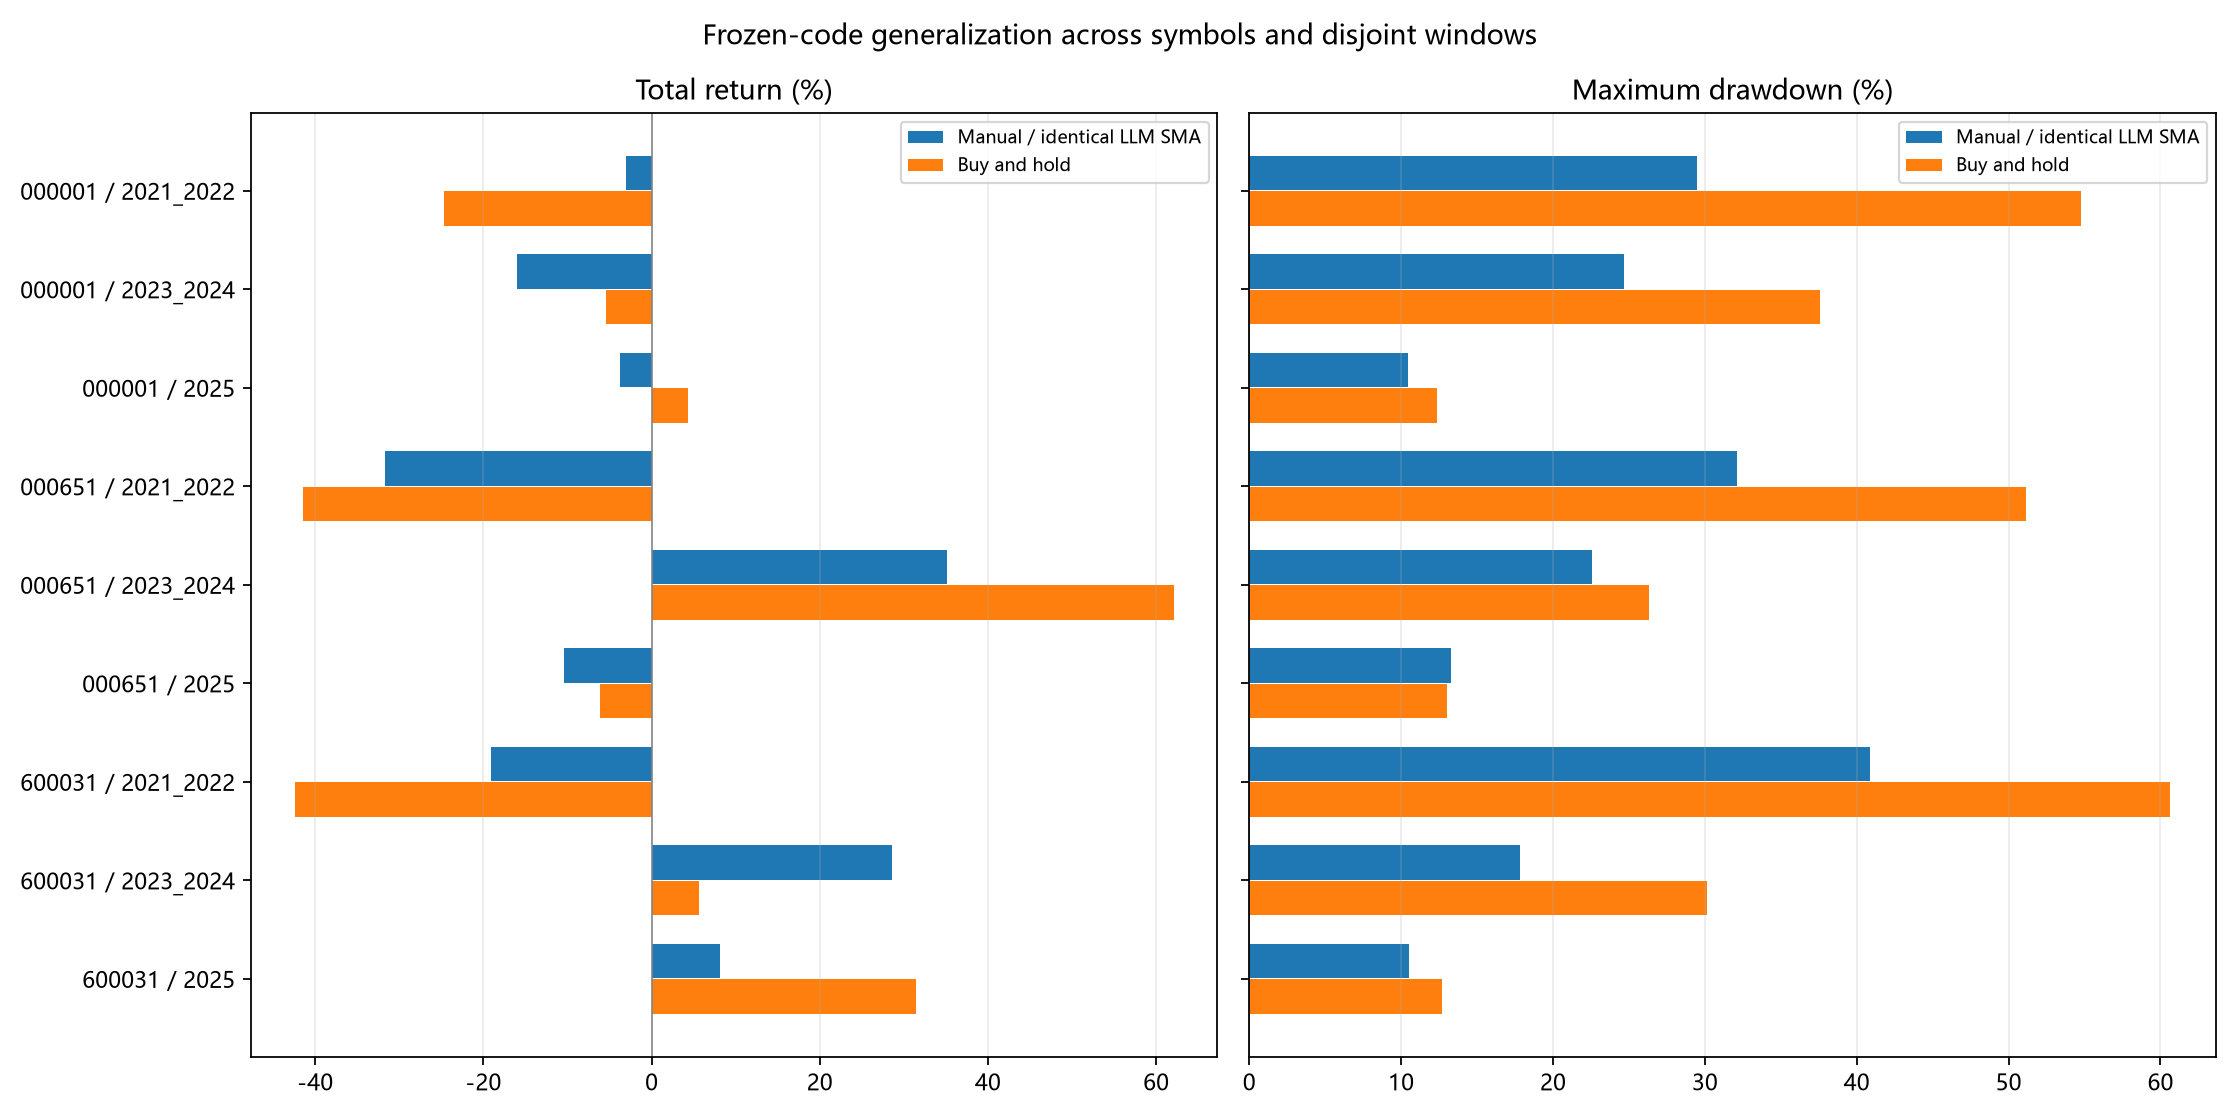 Frozen-code generalization across symbols and disjoint windows
Total return (%)
Manual / identical LLM SMA
Buy and hold
000001 / 2021_2022
000001 / 2023_2024
000001 / 2025
000651 / 2021_2022
000651 / 2023_2024
000651 / 2025
600031 / 2021_2022
600031 / 2023_2024
600031 / 2025
-40 -20 0 20 40 60
Maximum drawdown (%)
Manual / identical LLM SMA
Buy and hold
0 10 20 30 40 50 60